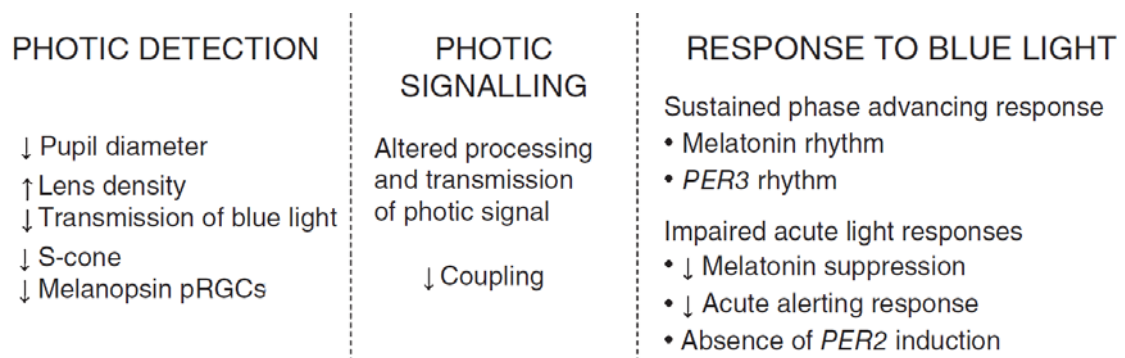 PHOTIC DETECTION
↓ Pupil diameter
↑ Lens density
↓ Transmission of blue light
↓ S-cone
↓ Melanopsin pRGCs
PHOTIC
SIGNALLING
Altered processing
and transmission
of photic signal
↓ Coupling
RESPONSE TO BLUE LIGHT
Sustained phase advancing response
• Melatonin rhythm
• PER3 rhythm
Impaired acute light responses
• ↓ Melatonin suppression
• ↓ Acute alerting response
• Absence of PER2 induction